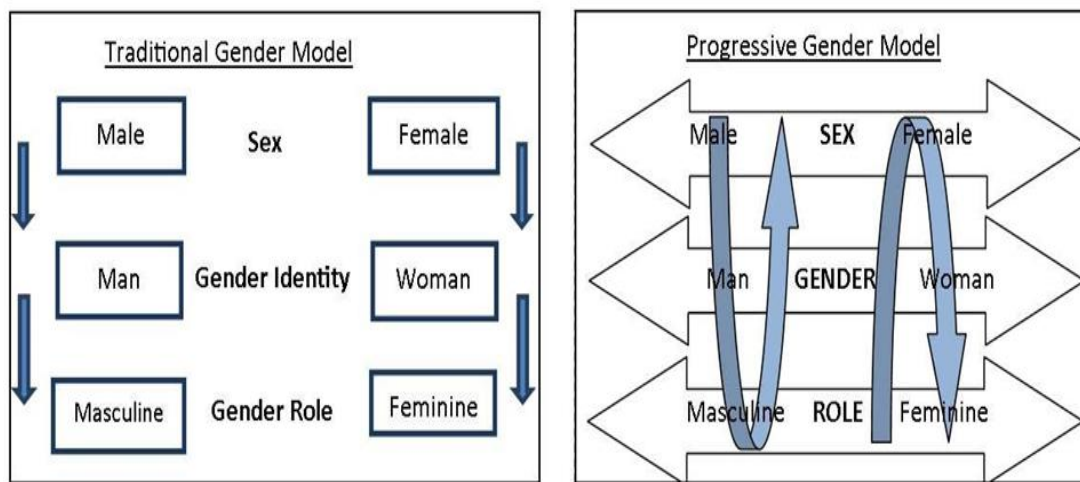 Traditional Gender Model
Male Sex Female
Man Gender Identity Woman
Masculine Gender Role Feminine
Progressive Gender Model
Male SEX Female
Man GENDER Woman
Masculine ROLE Feminine